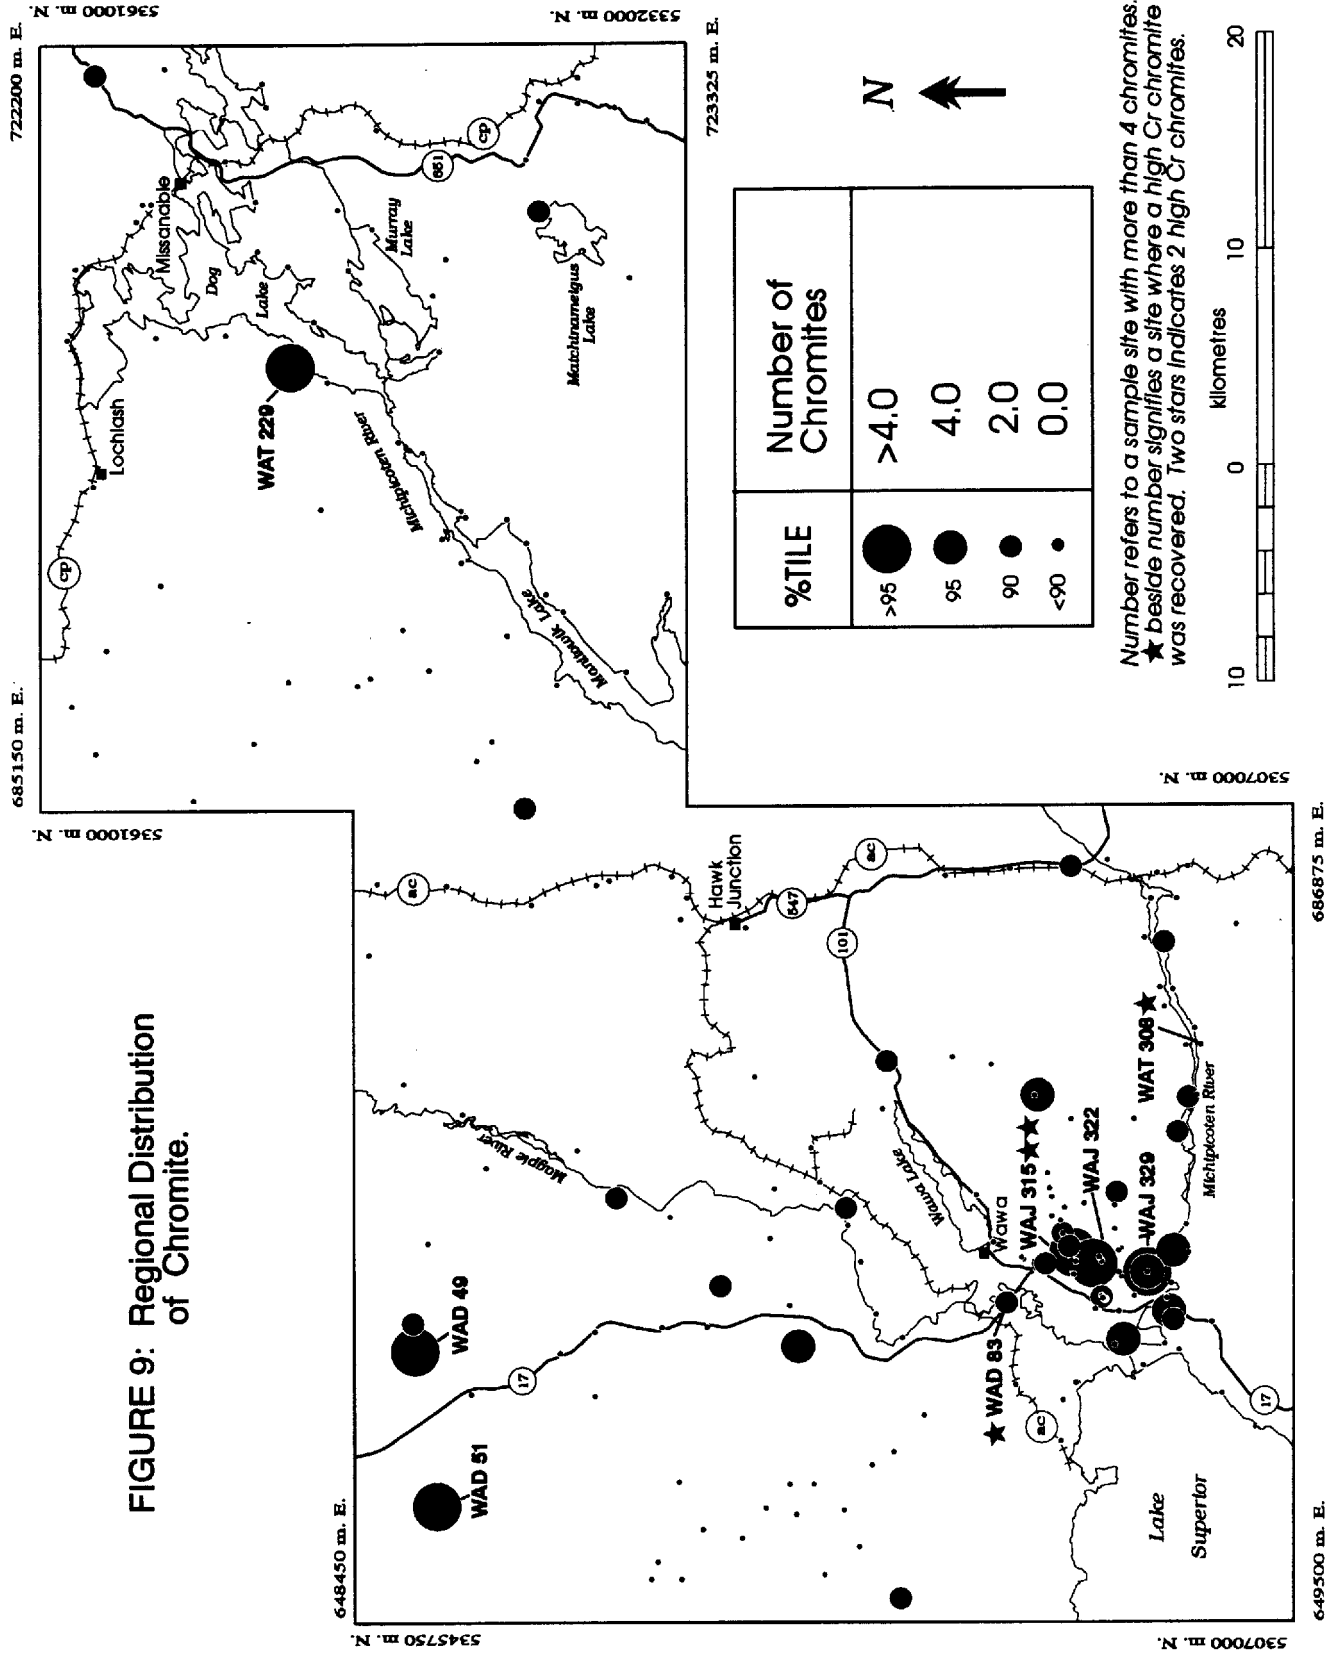 FIGURE 9: Regional Distribution
of Chromite.
648450 m. E.
5345750 m. N.
685150 m. E.
5361000 m. N.
722200 m. E.
5361000 m. N.
5332000 m. N.
723325 m. E.
5307000 m. N.
686875 m. E.
649500 m. E.
5307000 m. N.
cp
Lochlash
Missanabie
Dog
Lake
WAT 229
Michipicoten River
Murray
Lake
651
cp
Matchinameigus
Lake
Manitowik Lake
ac
Hawk
Junction
547
ac
101
Magpie River
WAD 49
WAD 51
17
Wawa Lake
Wawa
WAD 83
★
WAJ 315 ★★
WAJ 322
WAJ 329
WAT 308 ★
Michipicoten River
ac
17
Lake
Superior
%TILE
Number of
Chromites
>95
>4.0
95
4.0
90
2.0
<90
0.0
N
Number refers to a sample site with more than 4 chromites.
★ beside number signifies a site where a high Cr chromite
was recovered. Two stars indicates 2 high Cr chromites.
kilometres
10
0
10
20